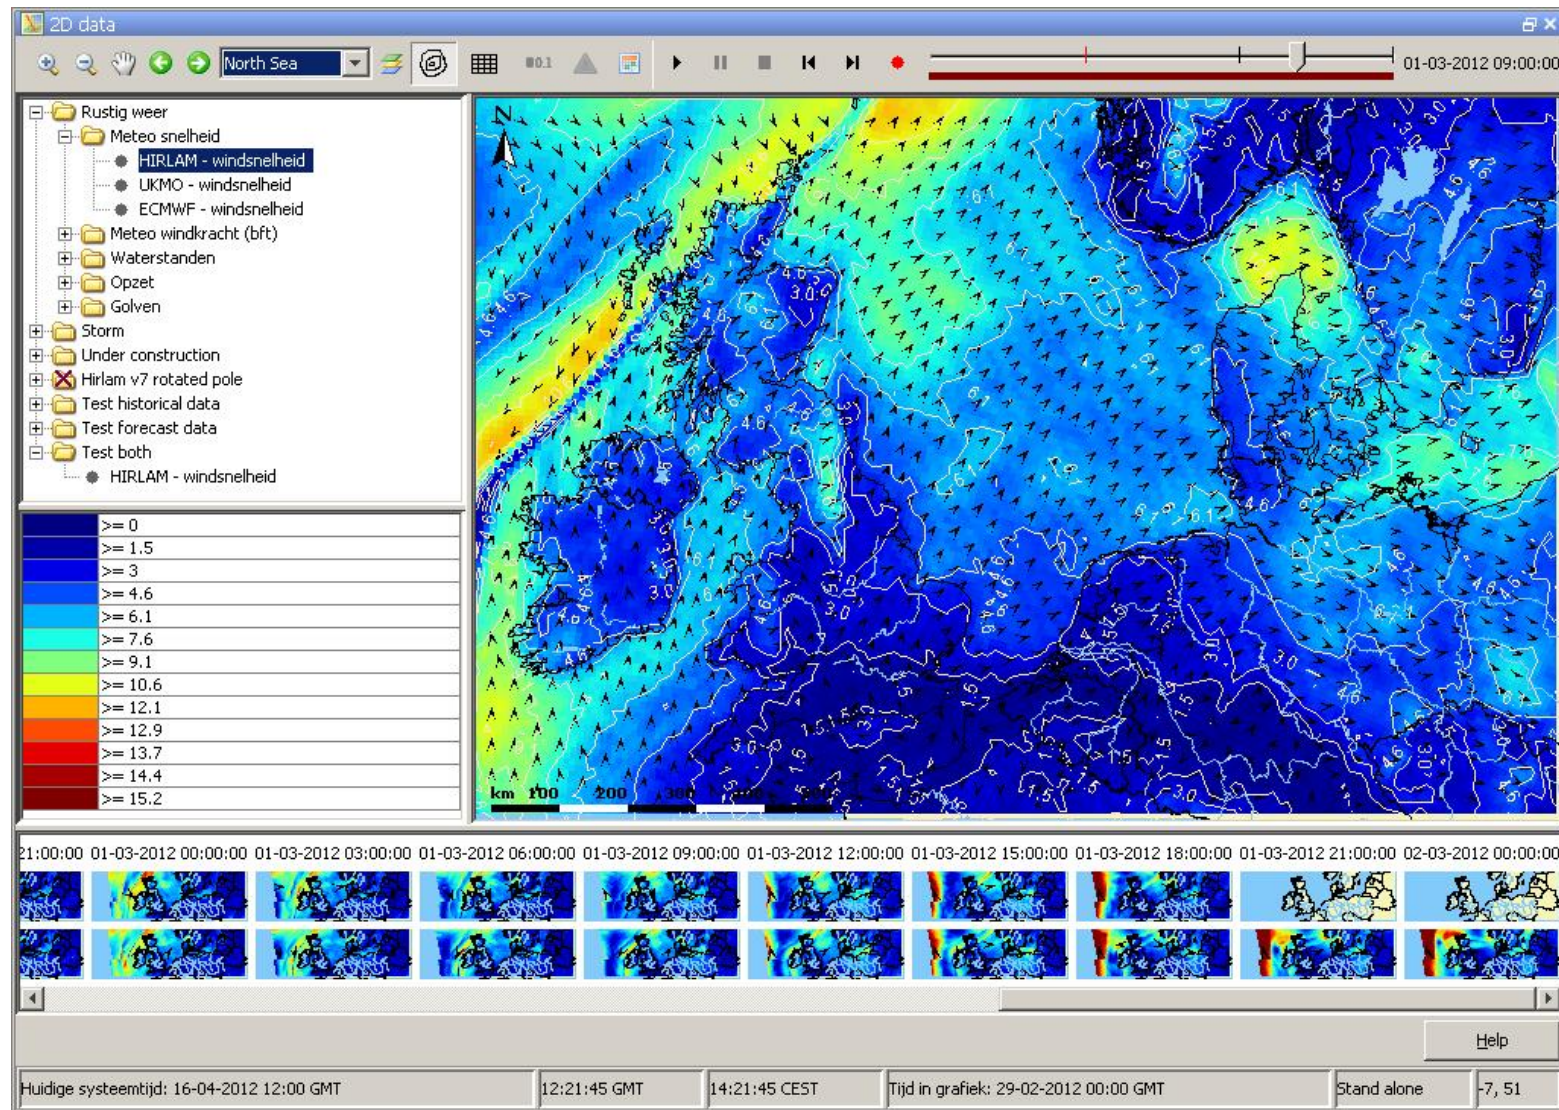 2D data
North Sea
0.1
01-03-2012 09:00:00
Rustig weer
Meteo snelheid
HIRLAM - windsnelheid
UKMO - windsnelheid
ECMWF - windsnelheid
Meteo windkracht (bft)
Waterstanden
Opzet
Golven
Storm
Under construction
Hirlam v7 rotated pole
Test historical data
Test forecast data
Test both
HIRLAM - windsnelheid
>= 0
>= 1.5
>= 3
>= 4.6
>= 6.1
>= 7.6
>= 9.1
>= 10.6
>= 12.1
>= 12.9
>= 13.7
>= 14.4
>= 15.2
N
km 100 200
21:00:00 01-03-2012 00:00:00 01-03-2012 03:00:00 01-03-2012 06:00:00 01-03-2012 09:00:00 01-03-2012 12:00:00 01-03-2012 15:00:00 01-03-2012 18:00:00 01-03-2012 21:00:00 02-03-2012 00:00:00
Help
Huidige systeemtijd: 16-04-2012 12:00 GMT
12:21:45 GMT
14:21:45 CEST
Tijd in grafiek: 29-02-2012 00:00 GMT
Stand alone
-7, 51